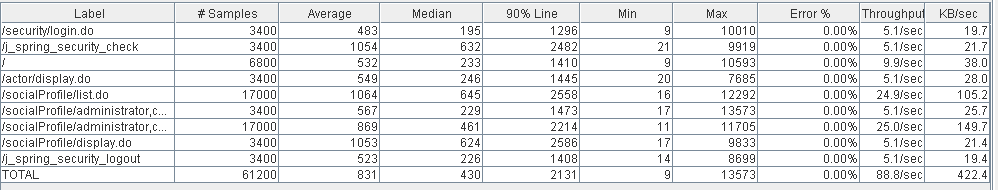 Label # Samples Average Median 90% Line Min Max Error % Throughput KB/sec
/security/login.do 3400 483 195 1296 9 10010 0.00% 5.1/sec 19.7
/j_spring_security_check 3400 1054 632 2482 21 9919 0.00% 5.1/sec 21.7
/ 6800 532 233 1410 9 10593 0.00% 9.9/sec 38.0
/actor/display.do 3400 549 246 1445 20 7685 0.00% 5.1/sec 28.0
/socialProfile/list.do 17000 1064 645 2558 16 12292 0.00% 24.9/sec 105.2
/socialProfile/administrator,c... 3400 567 229 1473 17 13573 0.00% 5.1/sec 25.7
/socialProfile/administrator,c... 17000 869 461 2214 11 11705 0.00% 25.0/sec 149.7
/socialProfile/display.do 3400 1053 624 2586 17 9833 0.00% 5.1/sec 21.4
/j_spring_security_logout 3400 523 226 1408 14 8699 0.00% 5.1/sec 19.4
TOTAL 61200 831 430 2131 9 13573 0.00% 88.8/sec 422.4